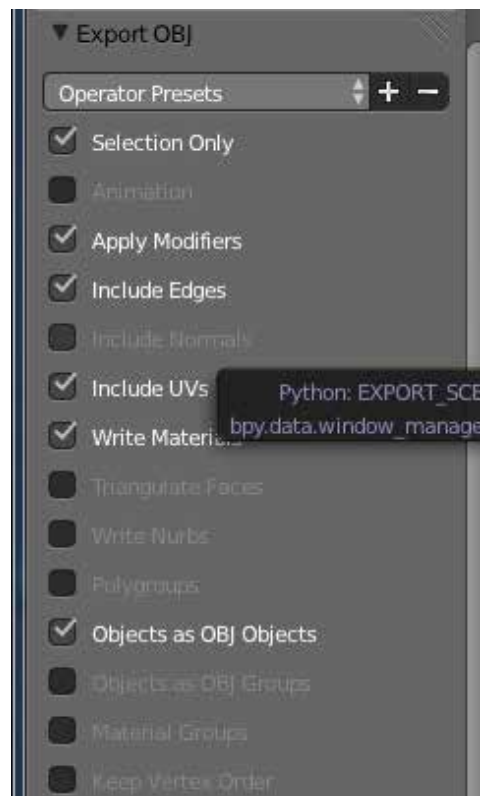 Export OBJ
Operator Presets
Selection Only
Animation
Apply Modifiers
Include Edges
Include Normals
Include UVs
Python: EXPORT_SCE
Write Materials
bpy.data.window_manage
Triangulate Faces
Write Nurbs
Polygroups
Objects as OBJ Objects
Objects as OBJ Groups
Material Groups
Keep Vertex Order